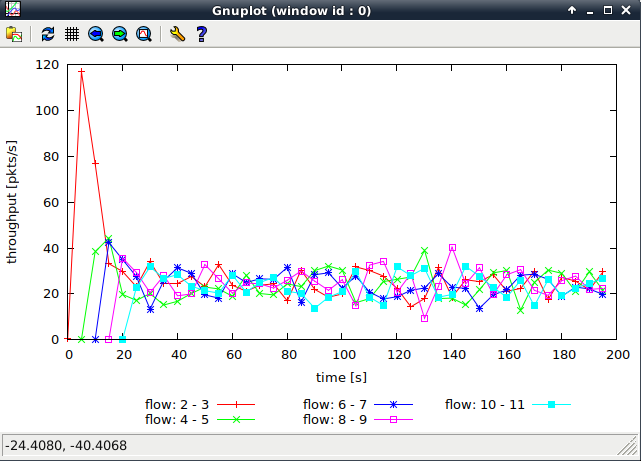 Gnuplot (window id : 0)
throughput [pkts/s]
120
100
80
60
40
20
0
0 20 40 60 80 100 120 140 160 180 200
time [s]
flow: 2 - 3 flow: 6 - 7 flow: 10 - 11
flow: 4 - 5 flow: 8 - 9
-24.4080, -40.4068